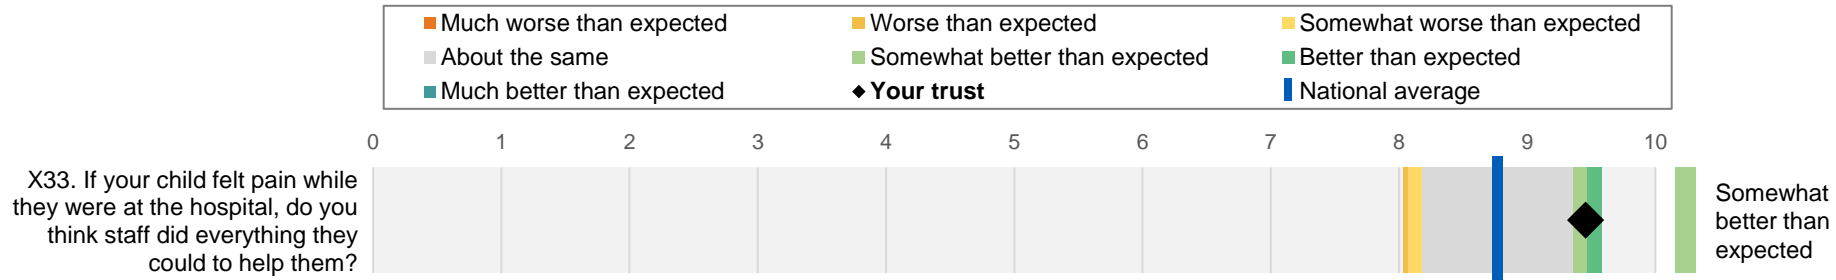 Much worse than expected
Worse than expected
Somewhat worse than expected
About the same
Somewhat better than expected
Better than expected
Much better than expected
Your trust
National average
0 1 2 3 4 5 6 7 8 9 10
X33. If your child felt pain while
they were at the hospital, do you
think staff did everything they
could to help them?
Somewhat
better than
expected